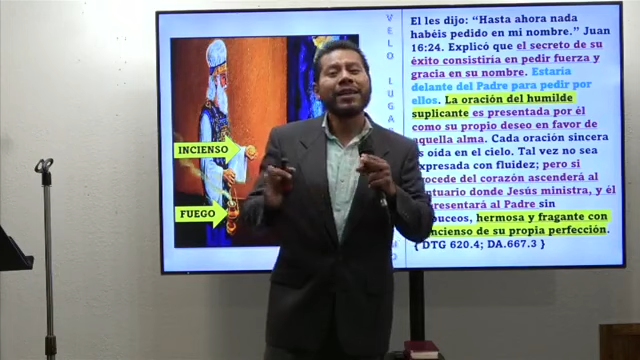 INCIENSO
FUEGO
VELO LUGA
O
El les dijo: “Hasta ahora nada
habéis pedido en mi nombre.” Juan
16:24. Explicó que el secreto de su
éxito consistiría en pedir fuerza y
gracia en su nombre. Estaría
delante del Padre para pedir por
ellos. La oración del humilde
suplicante es presentada por él
como su propio deseo en favor de
aquella alma. Cada oración sincera
es oída en el cielo. Tal vez no sea
expresada con fluidez; pero si
procede del corazón ascenderá al
santuario donde Jesús ministra, y él
presentará al Padre sin
uceos, hermosa y fragante con
incienso de su propia perfección.
{ DTG 620.4; DA.667.3 }